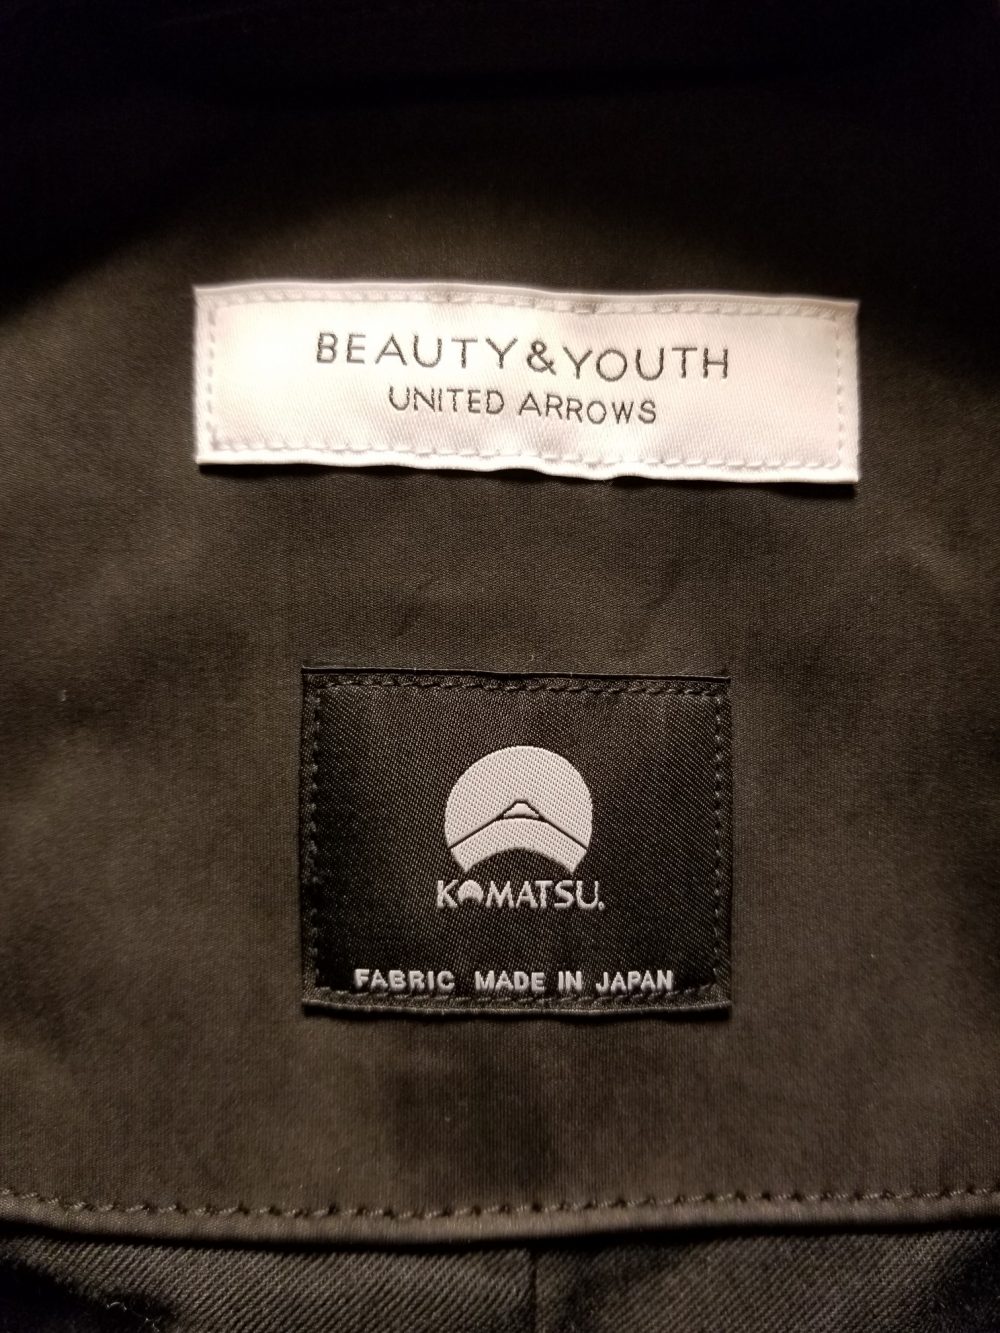 BEAUTY&YOUTH
UNITED ARROWS
KOMATSU.
FABRIC MADE IN JAPAN